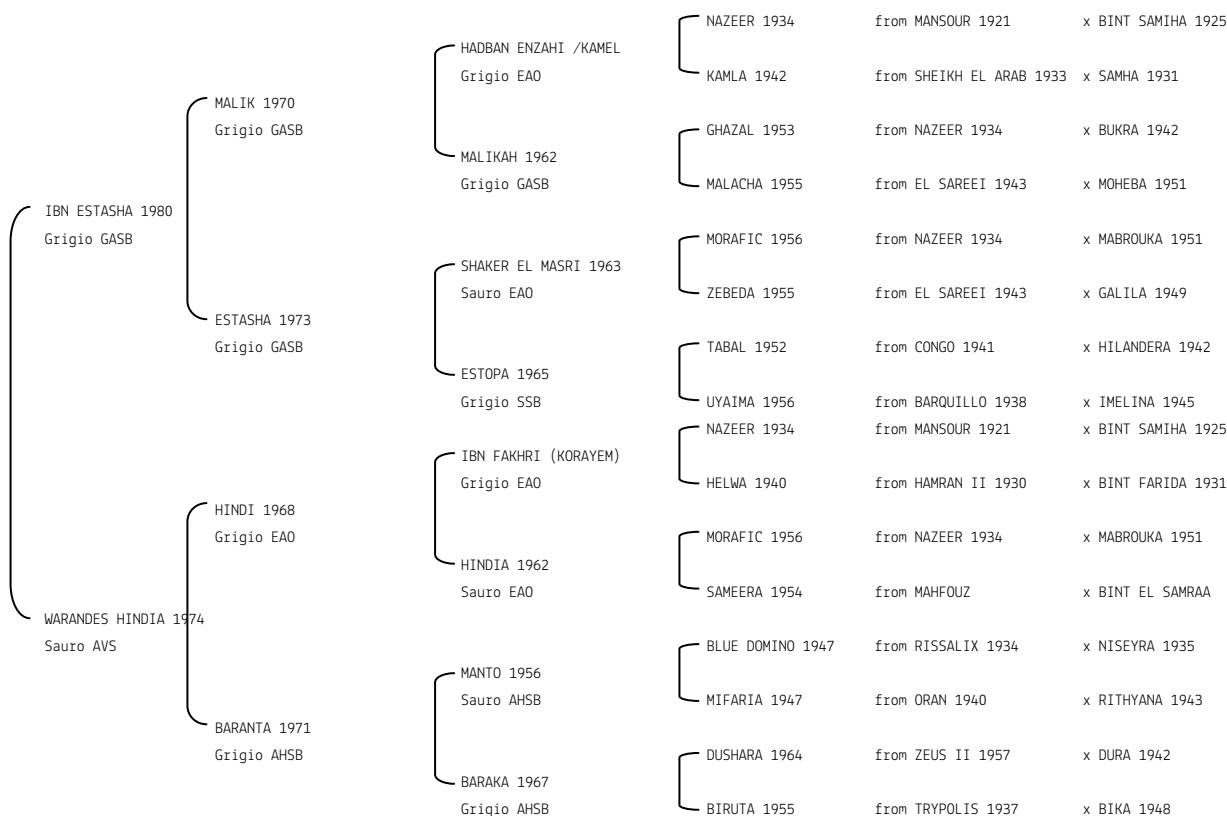 NAZEER 1934 from MANSOUR 1921 x BINT SAMIHA 1925
HADBAN ENZAHI /KAMEL
Grigio EAO
KAMLA 1942 from SHEIKH EL ARAB 1933 x SAMHA 1931
MALIK 1970
Grigio GASB
GHAZAL 1953 from NAZEER 1934 x BUKRA 1942
MALIKAH 1962
Grigio GASB
MALACHA 1955 from EL SAREEI 1943 x MOHEBA 1951
IBN ESTASHA 1980
Grigio GASB
MORAFIC 1956 from NAZEER 1934 x MABROUKA 1951
SHAKER EL MASRI 1963
Sauro EAO
ZEBEDA 1955 from EL SAREEI 1943 x GALILA 1949
ESTASHA 1973
Grigio GASB
TABAL 1952 from CONGO 1941 x HILANDERA 1942
ESTOPA 1965
Grigio SSB
UYAIMA 1956 from BARQUILLO 1938 x IMELINA 1945
NAZEER 1934 from MANSOUR 1921 x BINT SAMIHA 1925
IBN FAKHRI (KORAYEM)
Grigio EAO
HELWA 1940 from HAMRAN II 1930 x BINT FARIDA 1931
HINDI 1968
Grigio EAO
MORAFIC 1956 from NAZEER 1934 x MABROUKA 1951
HINDIA 1962
Sauro EAO
SAMEERA 1954 from MAHFOUZ x BINT EL SAMRAA
WARANDES HINDIA 1974
Sauro AVS
BLUE DOMINO 1947 from RISSALIX 1934 x NISEYRA 1935
MANTO 1956
Sauro AHSB
MIFARIA 1947 from ORAN 1940 x RITHYANA 1943
BARANTA 1971
Grigio AHSB
DUSHARA 1964 from ZEUS II 1957 x DURA 1942
BARAKA 1967
Grigio AHSB
BIRUTA 1955 from TRYPOLIS 1937 x BIKA 1948